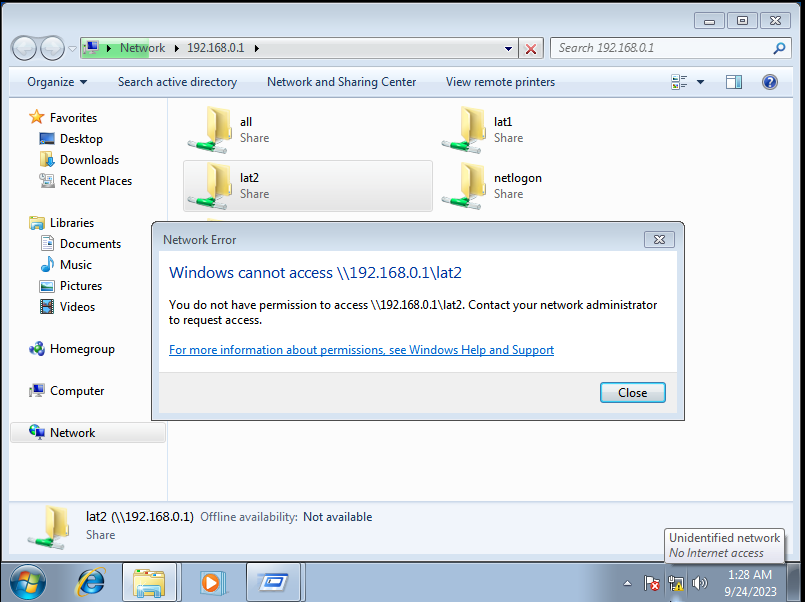 Network 192.168.0.1
Search 192.168.0.1
Organize Search active directory Network and Sharing Center View remote printers
Favorites
Desktop
Downloads
Recent Places
Libraries
Documents
Music
Pictures
Videos
Homegroup
Computer
Network
all
Share
lat1
Share
lat2
Share
netlogon
Share
Network Error
Windows cannot access \\192.168.0.1\lat2
You do not have permission to access \\192.168.0.1\lat2. Contact your network administrator
to request access.
For more information about permissions, see Windows Help and Support
Close
lat2 (\\192.168.0.1) Offline availability: Not available
Share
Unidentified network
No Internet access
1:28 AM
9/24/2023